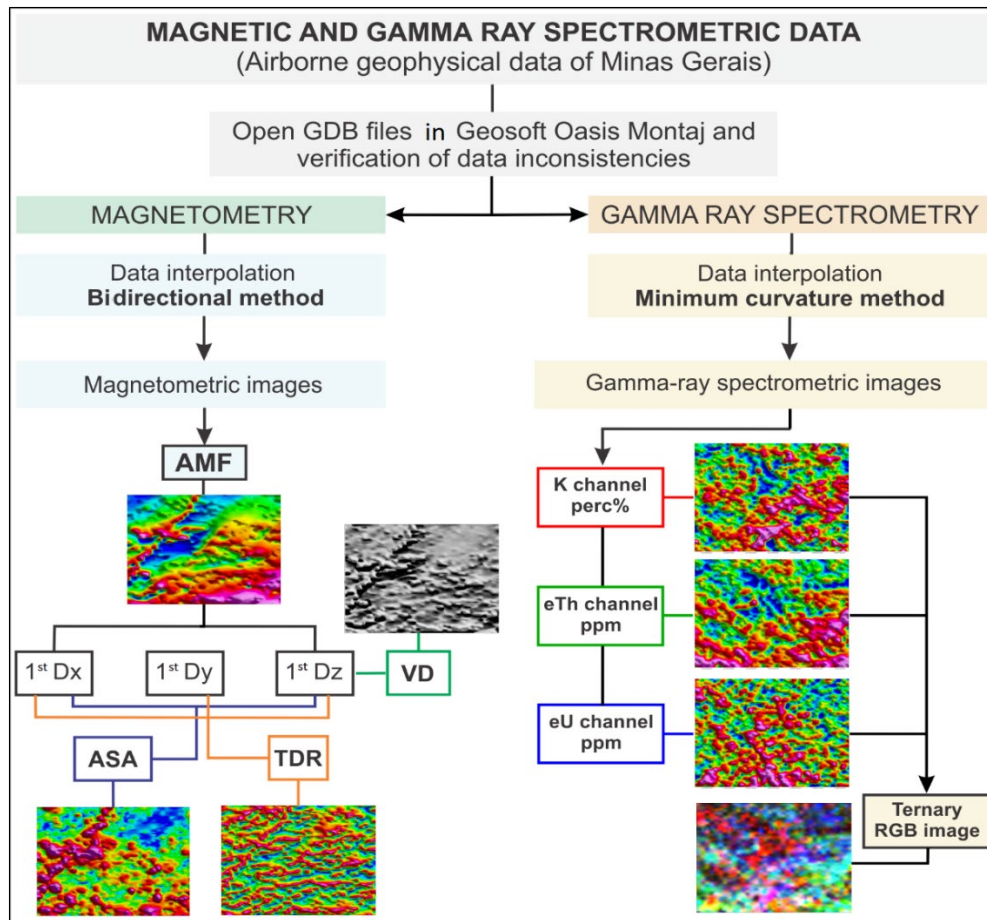 MAGNETIC AND GAMMA RAY SPECTROMETRIC DATA
(Airborne geophysical data of Minas Gerais)
Open GDB files in Geosoft Oasis Montaj and
verification of data inconsistencies
MAGNETOMETRY
GAMMA RAY SPECTROMETRY
Data interpolation
Bidirectional method
Data interpolation
Minimum curvature method
Magnetometric images
Gamma-ray spectrometric images
AMF
K channel
perc%
eTh channel
ppm
1st Dx
1st Dy
1st Dz
VD
eU channel
ppm
ASA
TDR
Ternary
RGB image